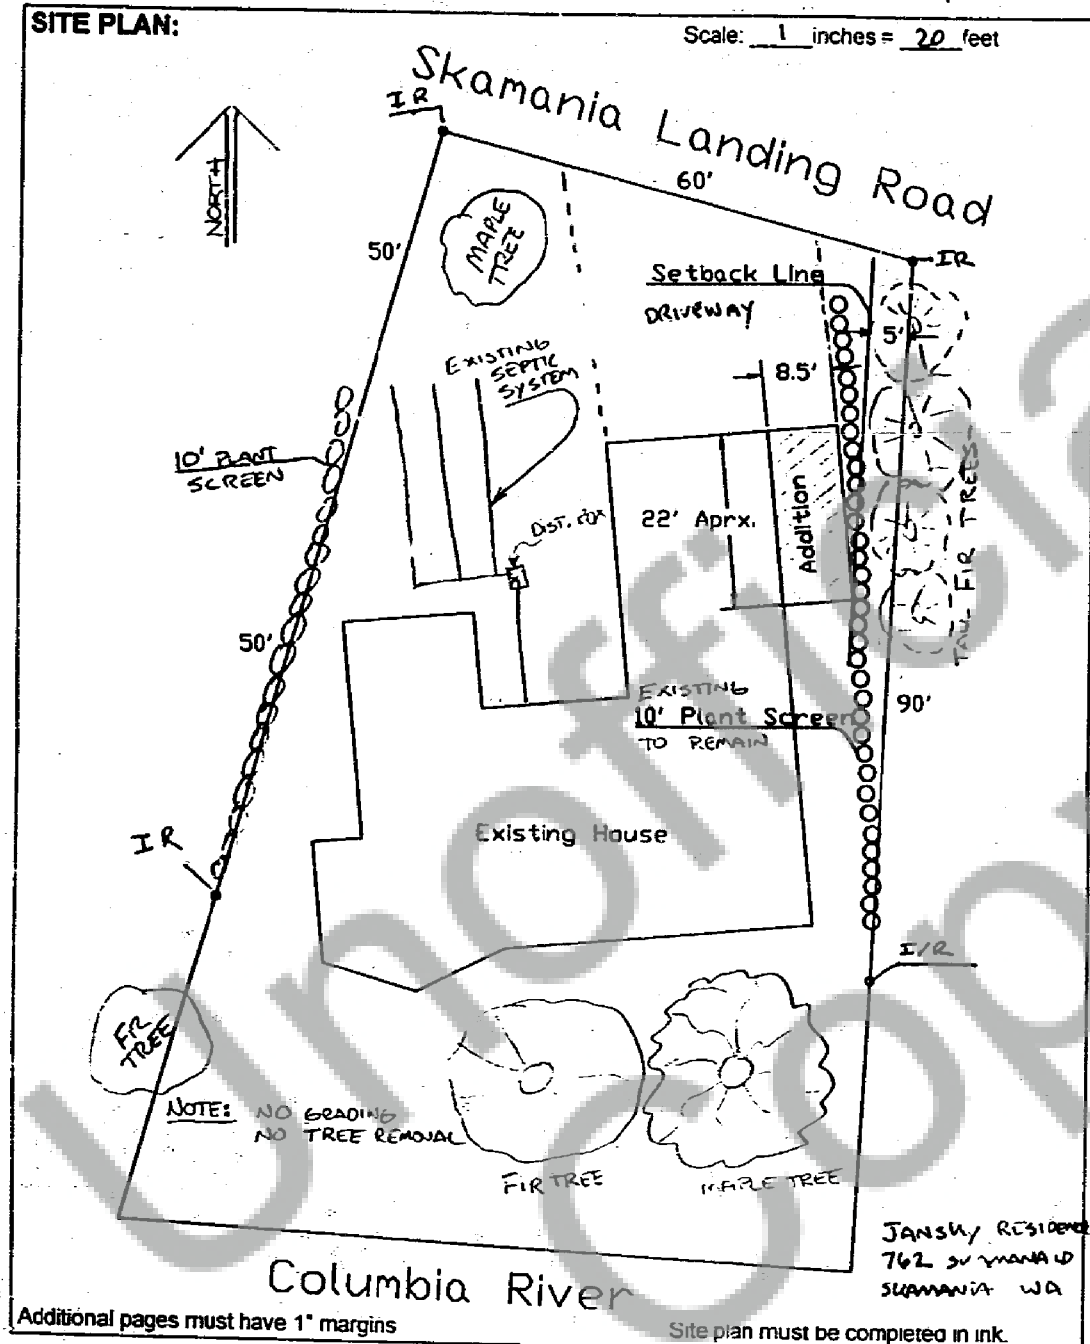 SITE PLAN:
Scale: 1 inches = 20 feet
Skamania Landing Road
IR
60'
NORTH
MAPLE
TREE
50'
IR
Setback Line
DRIVEWAY
5'
8.5'
EXISTING
SEPTIC
SYSTEM
10' PLANT
SCREEN
DIST. BOX
22' Aprx.
Addition
TALL FIR TREES
50'
EXISTING
10' Plant Screen
TO REMAIN
90'
Existing House
IR
I/R
FIR
TREE
NOTE: NO GRADING
NO TREE REMOVAL
FIR TREE
MAPLE TREE
JANSKY RESIDENCE
762
SKAMANIA WA
Columbia River
Additional pages must have 1" margins
Site plan must be completed in ink.
Unofficial
Copy